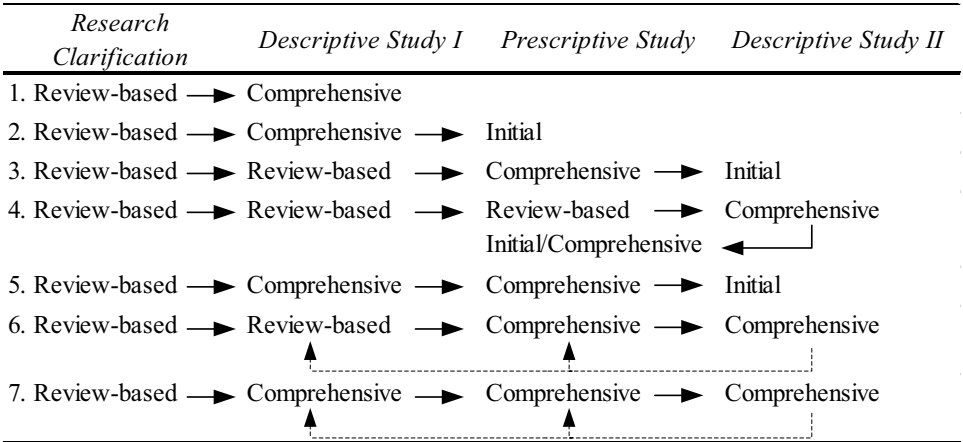 Research Clarification Descriptive Study I Prescriptive Study Descriptive Study II
1. Review-based Comprehensive
2. Review-based Comprehensive Initial
3. Review-based Review-based Comprehensive Initial
4. Review-based Review-based Review-based Comprehensive
Initial/Comprehensive
5. Review-based Comprehensive Comprehensive Initial
6. Review-based Review-based Comprehensive Comprehensive
7. Review-based Comprehensive Comprehensive Comprehensive